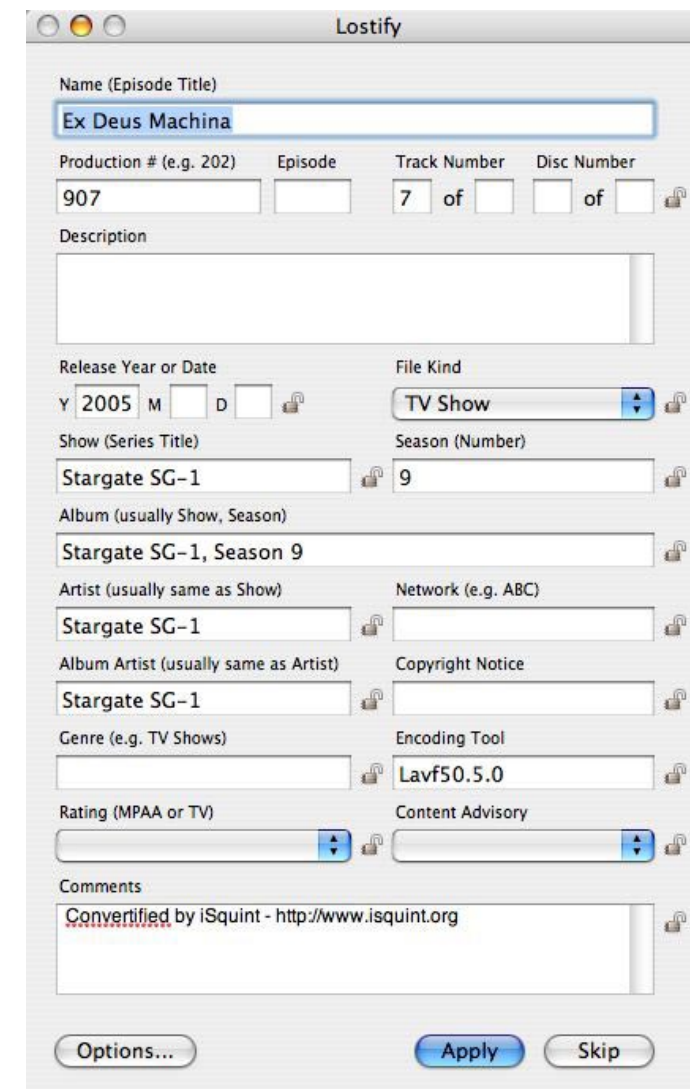 Lostify
Name (Episode Title)
Ex Deus Machina
Production # (e.g. 202) Episode Track Number Disc Number
907 7 of of
Description
Release Year or Date File Kind
Y 2005 M D TV Show
Show (Series Title) Season (Number)
Stargate SG-1 9
Album (usually Show, Season)
Stargate SG-1, Season 9
Artist (usually same as Show) Network (e.g. ABC)
Stargate SG-1
Album Artist (usually same as Artist) Copyright Notice
Stargate SG-1
Genre (e.g. TV Shows) Encoding Tool
Lavf50.5.0
Rating (MPAA or TV) Content Advisory
Comments
Convertified by iSquint - http://www.isquint.org
Options... Apply Skip